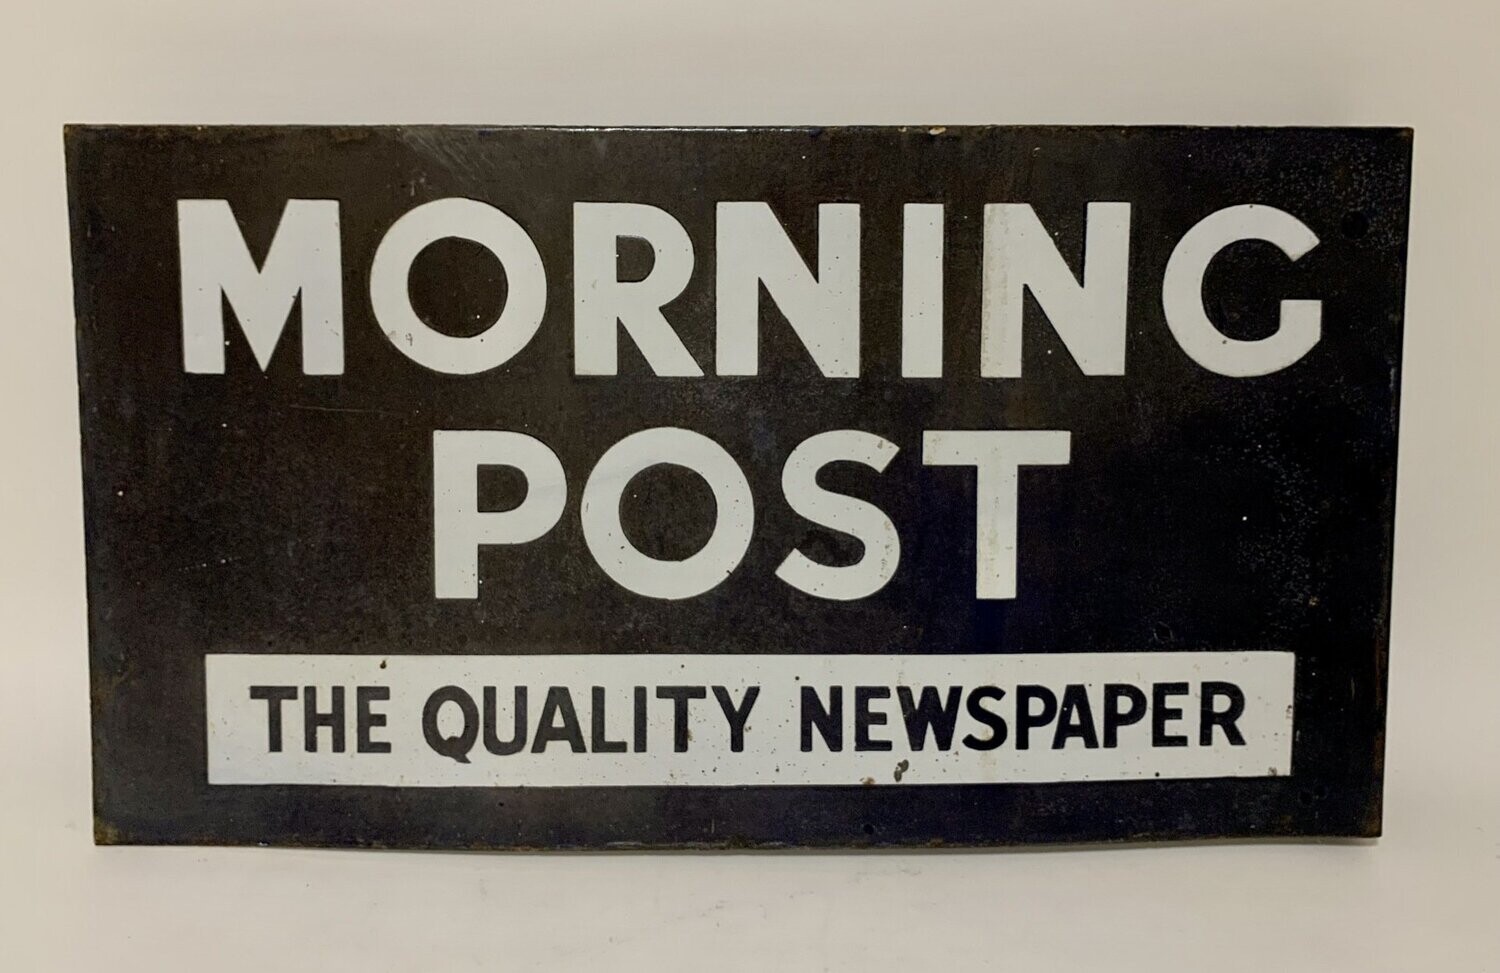 MORNING
POST
THE QUALITY NEWSPAPER